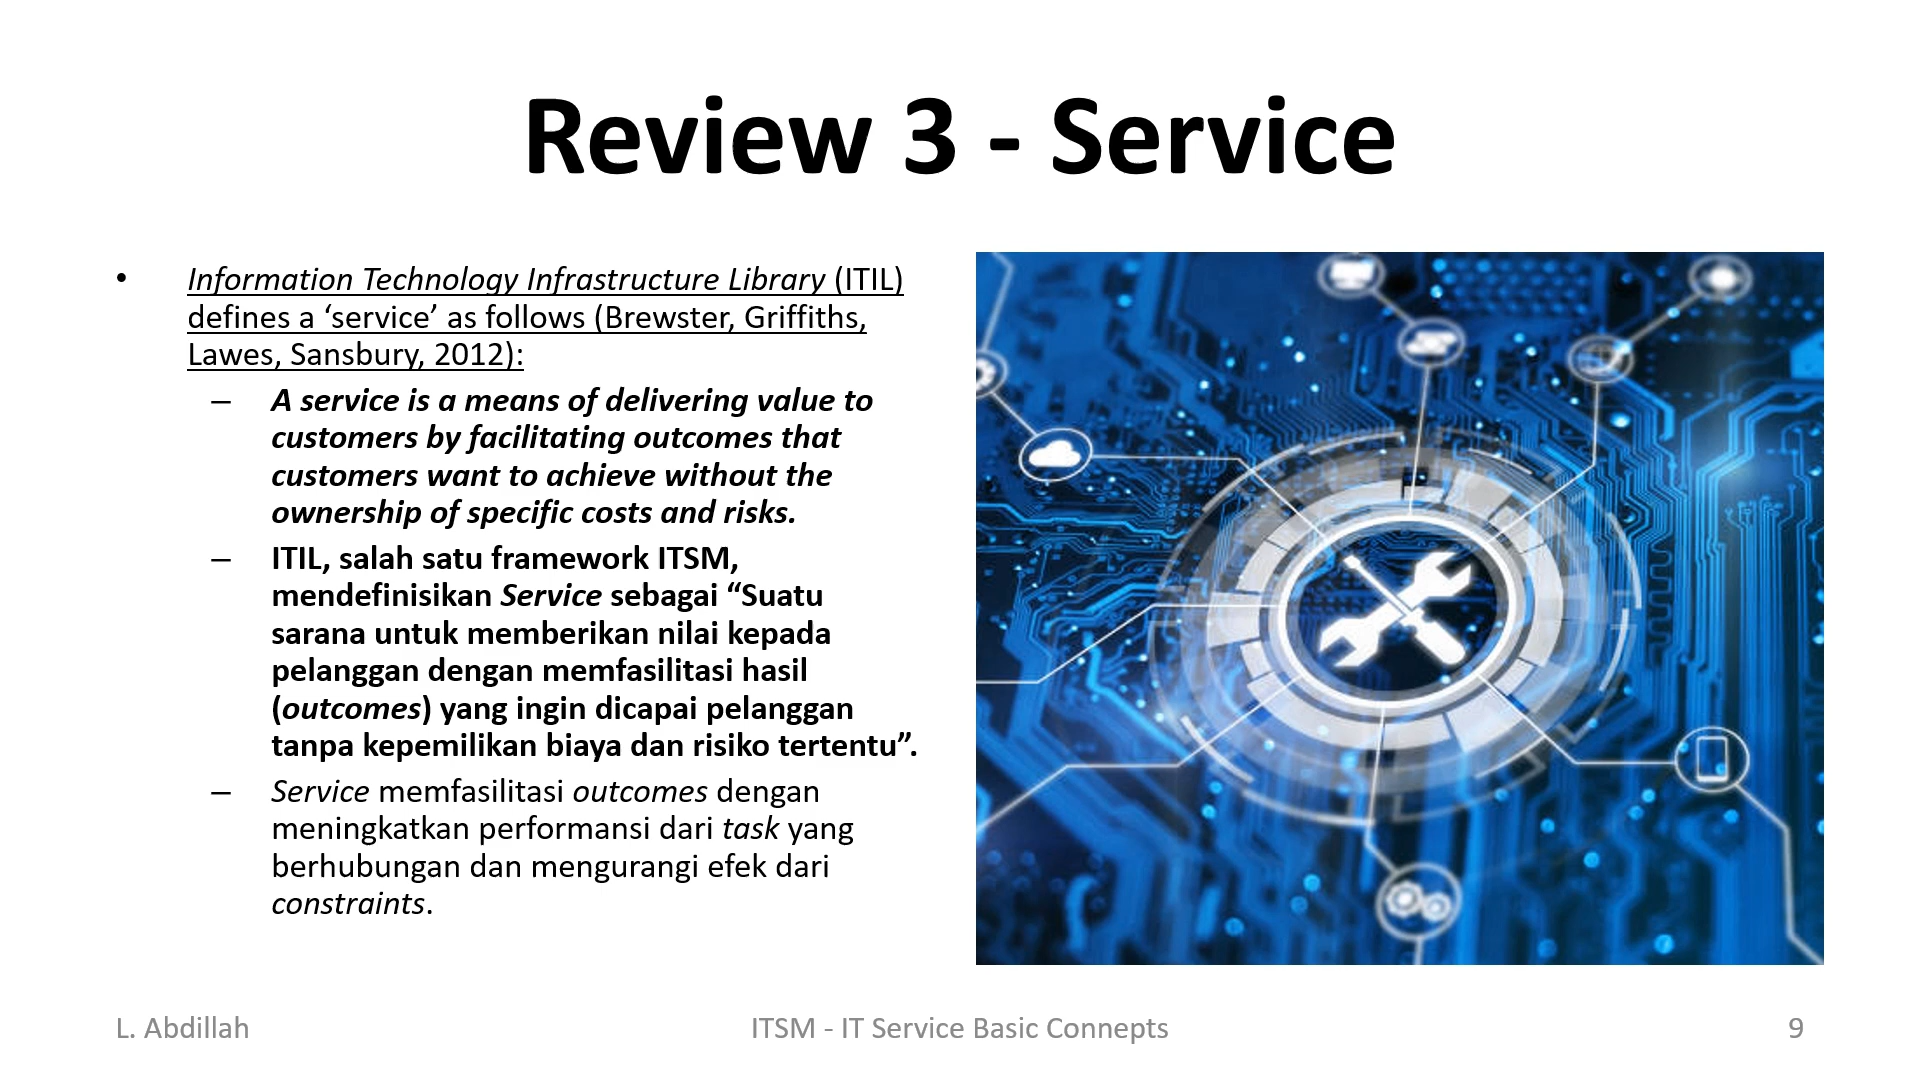 Review 3 - Service
• Information Technology Infrastructure Library (ITIL)
defines a ‘service’ as follows (Brewster, Griffiths,
Lawes, Sansbury, 2012):
– A service is a means of delivering value to
customers by facilitating outcomes that
customers want to achieve without the
ownership of specific costs and risks.
– ITIL, salah satu framework ITSM,
mendefinisikan Service sebagai “Suatu
sarana untuk memberikan nilai kepada
pelanggan dengan memfasilitasi hasil
(outcomes) yang ingin dicapai pelanggan
tanpa kepemilikan biaya dan risiko tertentu”.
– Service memfasilitasi outcomes dengan
meningkatkan performansi dari task yang
berhubungan dan mengurangi efek dari
constraints.
L. Abdillah
ITSM - IT Service Basic Connepts
9